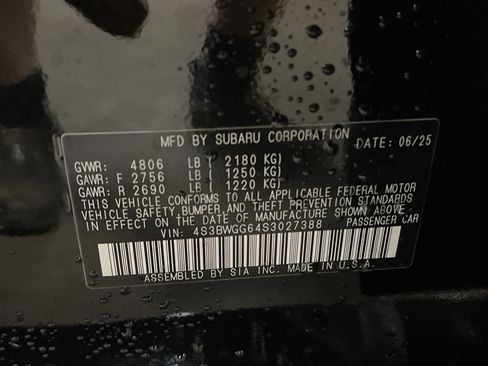 MFD BY SUBARU CORPORATION DATE: 06/25
GVWR: 4806 LB ( 2180 KG)
GAWR: F 2756 LB ( 1250 KG)
GAWR: R 2690 LB ( 1220 KG)
THIS VEHICLE CONFORMS TO ALL APPLICABLE FEDERAL MOTOR
VEHICLE SAFETY, BUMPER, AND THEFT PREVENTION STANDARDS
IN EFFECT ON THE DATE OF MANUFACTURE SHOWN ABOVE.
VIN: 4S3BWGG64S3027388 PASSENGER CAR
ASSEMBLED BY SIA INC. MADE IN U.S.A.